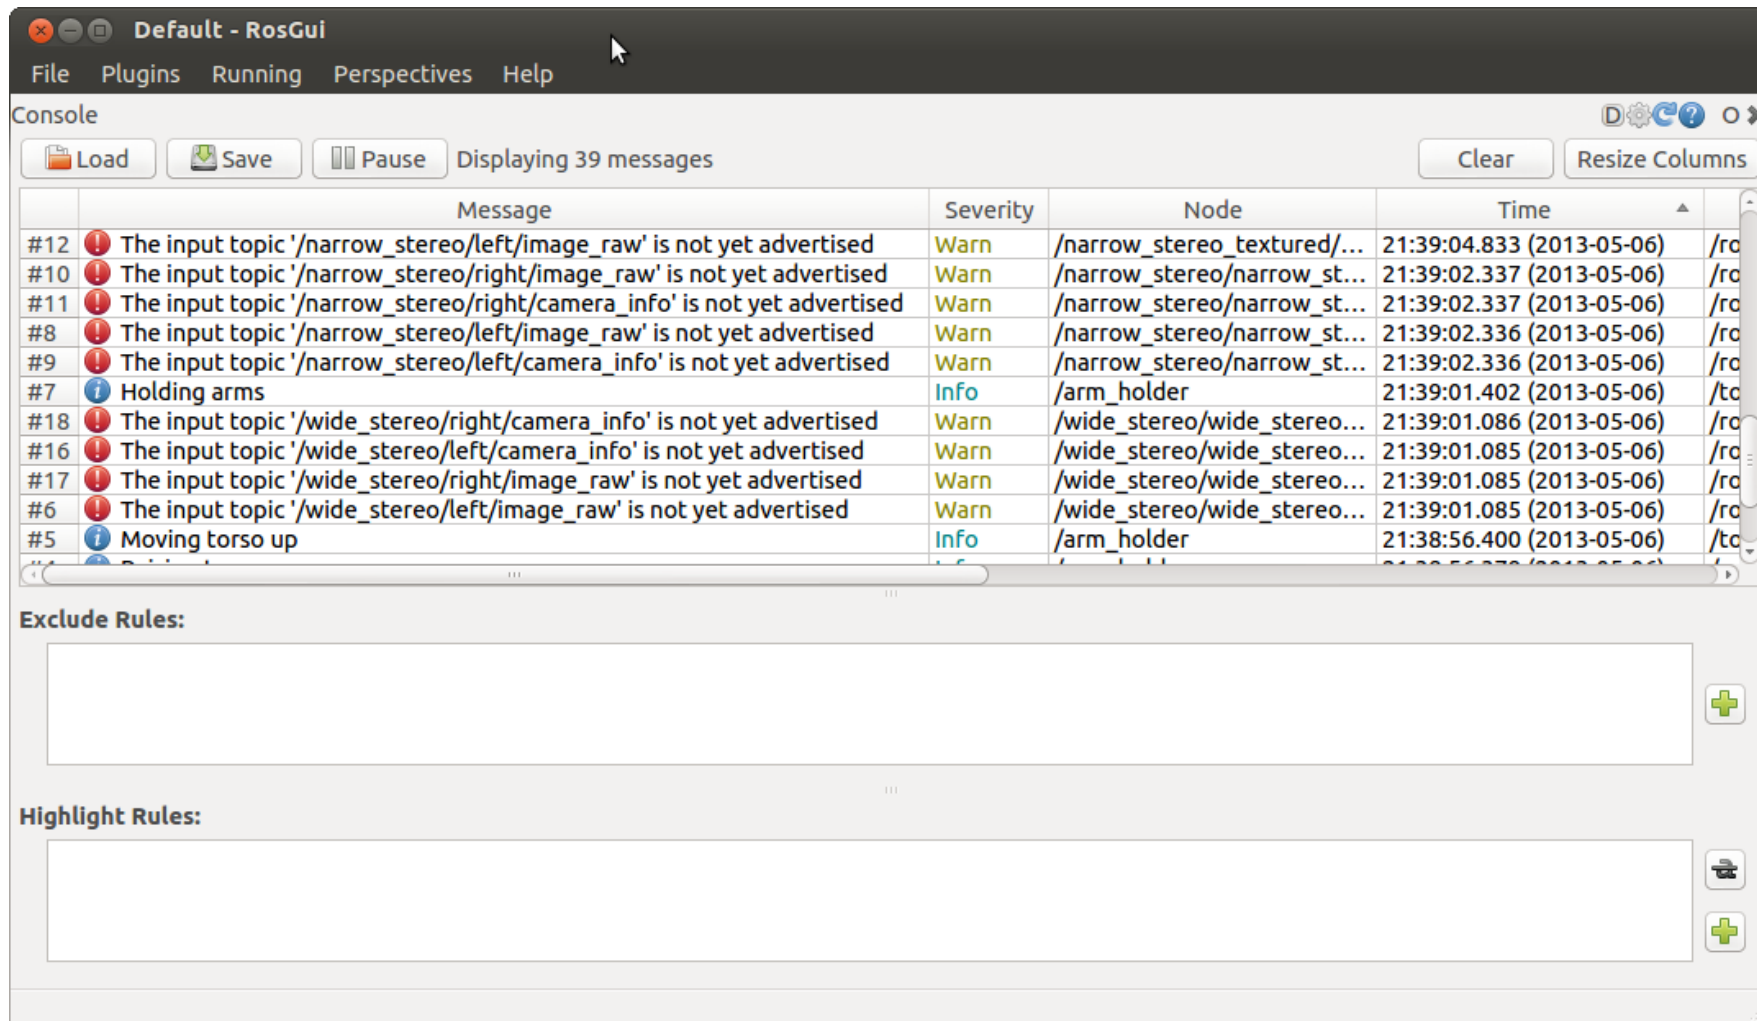 Default - RosGui
File Plugins Running Perspectives Help
Console D ? O
Load Save Pause Displaying 39 messages Clear Resize Columns
Message Severity Node Time
#12 The input topic '/narrow_stereo/left/image_raw' is not yet advertised Warn /narrow_stereo_textured/... 21:39:04.833 (2013-05-06) /ro
#10 The input topic '/narrow_stereo/right/image_raw' is not yet advertised Warn /narrow_stereo/narrow_st... 21:39:02.337 (2013-05-06) /ro
#11 The input topic '/narrow_stereo/right/camera_info' is not yet advertised Warn /narrow_stereo/narrow_st... 21:39:02.337 (2013-05-06) /ro
#8 The input topic '/narrow_stereo/left/image_raw' is not yet advertised Warn /narrow_stereo/narrow_st... 21:39:02.336 (2013-05-06) /ro
#9 The input topic '/narrow_stereo/left/camera_info' is not yet advertised Warn /narrow_stereo/narrow_st... 21:39:02.336 (2013-05-06) /ro
#7 Holding arms Info /arm_holder 21:39:01.402 (2013-05-06) /to
#18 The input topic '/wide_stereo/right/camera_info' is not yet advertised Warn /wide_stereo/wide_stereo... 21:39:01.086 (2013-05-06) /ro
#16 The input topic '/wide_stereo/left/camera_info' is not yet advertised Warn /wide_stereo/wide_stereo... 21:39:01.085 (2013-05-06) /ro
#17 The input topic '/wide_stereo/right/image_raw' is not yet advertised Warn /wide_stereo/wide_stereo... 21:39:01.085 (2013-05-06) /ro
#6 The input topic '/wide_stereo/left/image_raw' is not yet advertised Warn /wide_stereo/wide_stereo... 21:39:01.085 (2013-05-06) /ro
#5 Moving torso up Info /arm_holder 21:38:56.400 (2013-05-06) /to
Exclude Rules:
Highlight Rules: